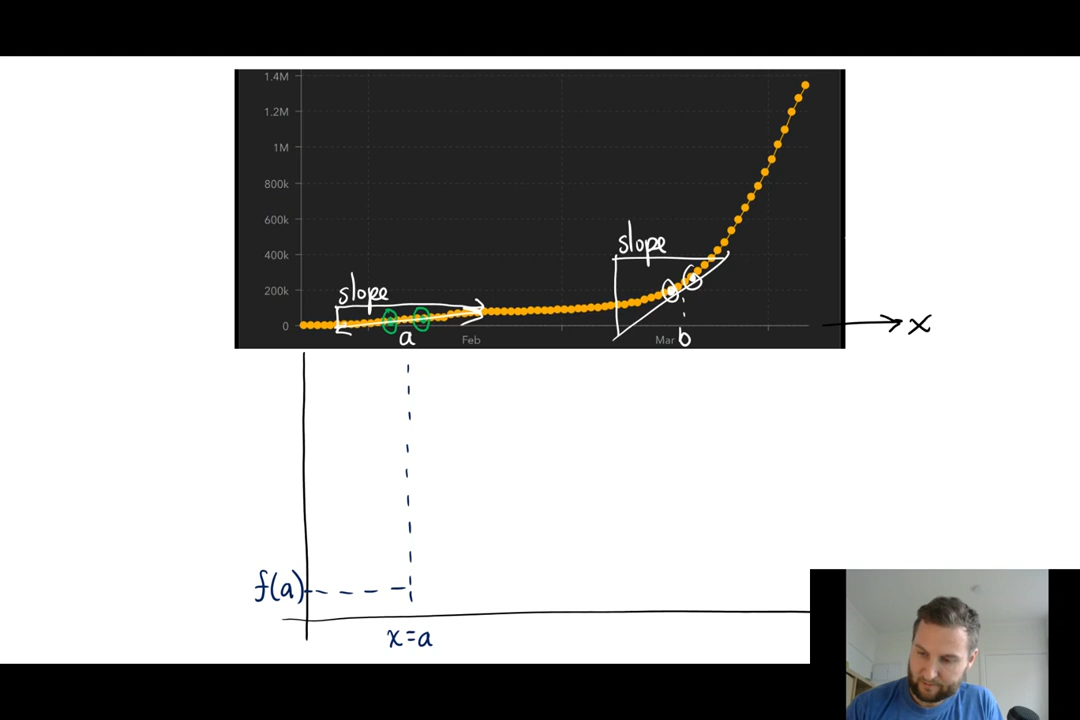 1.4M
1.2M
1M
800k
600k
400k
200k
0
slope
slope
a
Feb
Mar
b
x
f(a)
x=a